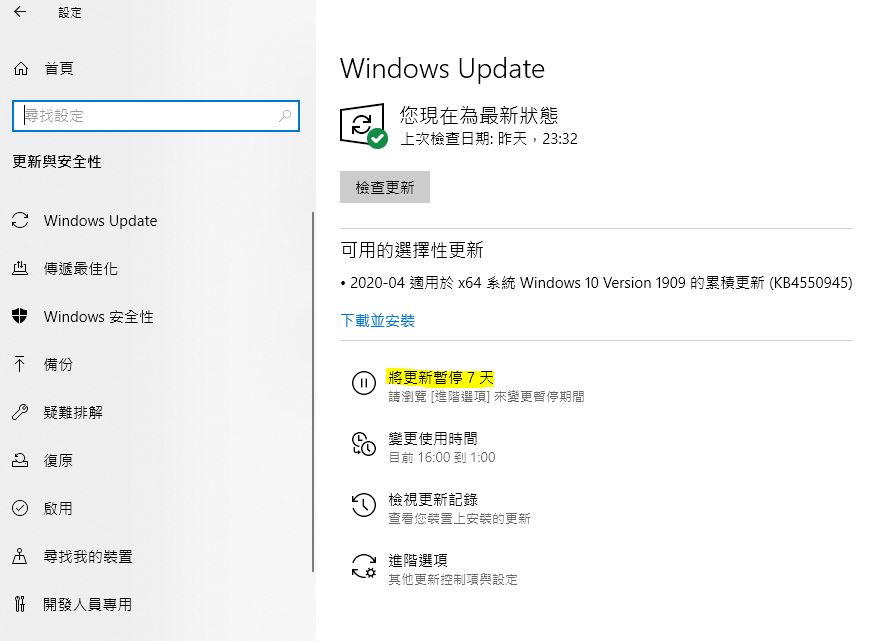 設定
首頁
尋找設定
更新與安全性
Windows Update
傳遞最佳化
Windows 安全性
備份
疑難排解
復原
啟用
尋找我的裝置
開發人員專用
Windows Update
您現在為最新狀態
上次檢查日期: 昨天，23:32
檢查更新
可用的選擇性更新
• 2020-04 適用於 x64 系統 Windows 10 Version 1909 的累積更新 (KB4550945)
下載並安裝
將更新暫停 7 天
請瀏覽 [進階選項] 來變更暫停期間
變更使用時間
目前 16:00 到 1:00
檢視更新記錄
查看您裝置上安裝的更新
進階選項
其他更新控制項與設定